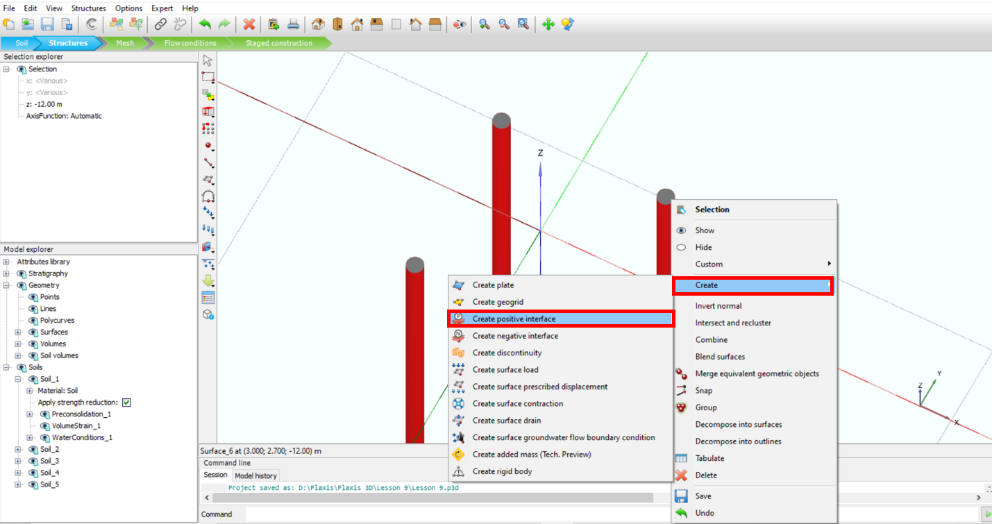 File Edit View Structures Options Expert Help
Soil Structures Mesh Flow conditions Staged construction
Selection explorer
Selection
x: <Various>
y: <Various>
z: -12.00 m
AxisFunction: Automatic
Model explorer
Attributes library
Stratigraphy
Geometry
Points
Lines
Polycurves
Surfaces
Volumes
Soil volumes
Soils
Soil_1
Material: Soil
Apply strength reduction:
Preconsolidation_1
VolumeStrain_1
WaterConditions_1
Soil_2
Soil_3
Soil_4
Soil_5
Z
Selection
Show
Hide
Custom
Create
Invert normal
Intersect and recluster
Combine
Blend surfaces
Merge equivalent geometric objects
Snap
Group
Decompose into surfaces
Decompose into outlines
Tabulate
Delete
Save
Undo
Create plate
Create geogrid
Create positive interface
Create negative interface
Create discontinuity
Create surface load
Create surface prescribed displacement
Create surface contraction
Create surface drain
Create surface groundwater flow boundary condition
Create added mass (Tech. Preview)
Create rigid body
Z
Y
X
Surface_6 at (3.000; 2.700; -12.00) m
Command line
Session Model history
Project saved as: D:\Plaxis\Plaxis 3D\Lesson 9\Lesson 9.p3d
Command